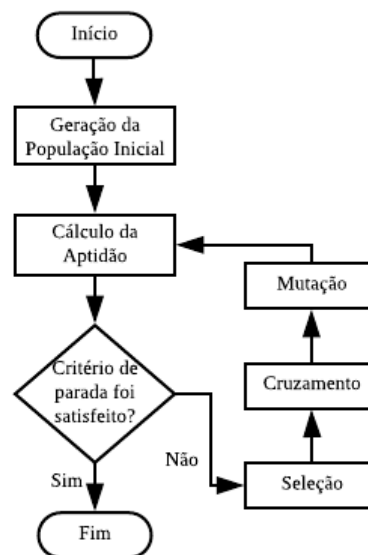 Início
Geração da
População Inicial
Cálculo da
Aptidão
Mutação
Critério de
parada foi
satisfeito?
Cruzamento
Não
Sim
Seleção
Fim